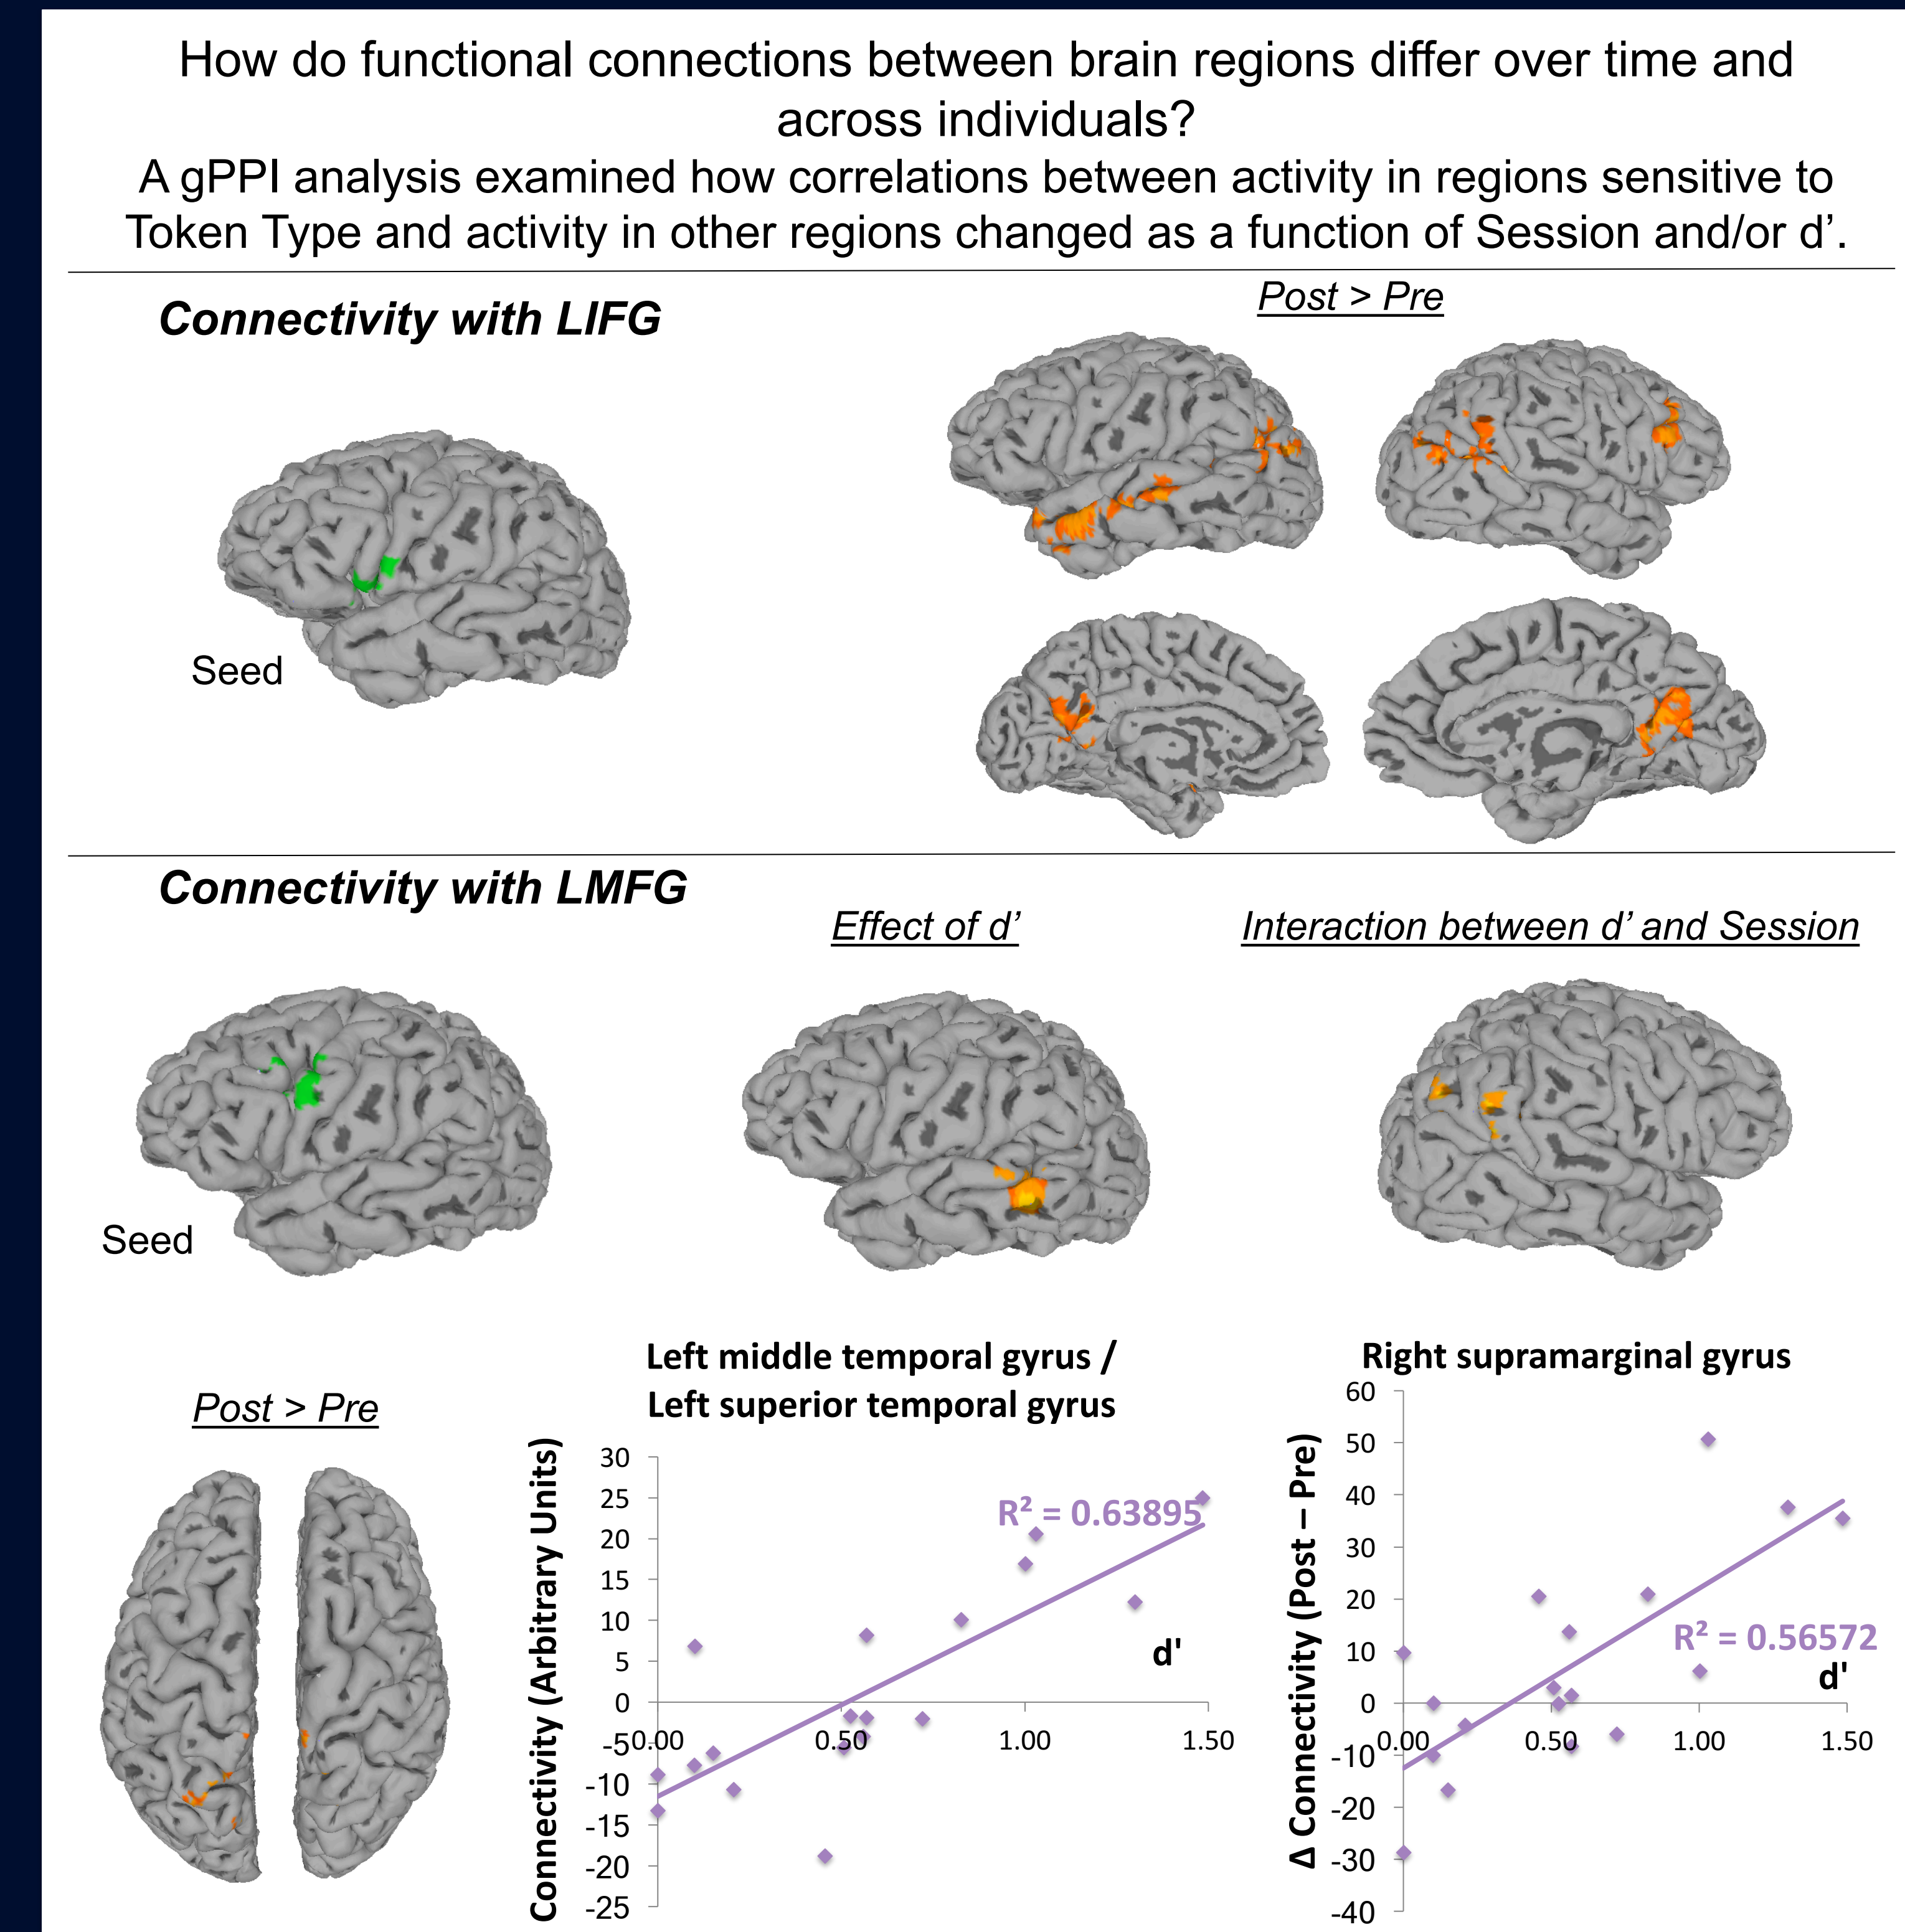 How do functional connections between brain regions differ over time and
across individuals?
A gPPI analysis examined how correlations between activity in regions sensitive to
Token Type and activity in other regions changed as a function of Session and/or d’.
Connectivity with LIFG
Post > Pre
Seed
Connectivity with LMFG
Effect of d’
Interaction between d’ and Session
Seed
Post > Pre
Left middle temporal gyrus /
Left superior temporal gyrus
Connectivity (Arbitrary Units)
30
25
20
15
10
5
0
-5
-10
-15
-20
-25
0.00
0.50
1.00
1.50
R² = 0.63895
d'
Right supramarginal gyrus
Δ Connectivity (Post – Pre)
60
50
40
30
20
10
0
-10
-20
-30
-40
0.00
0.50
1.00
1.50
R² = 0.56572
d'